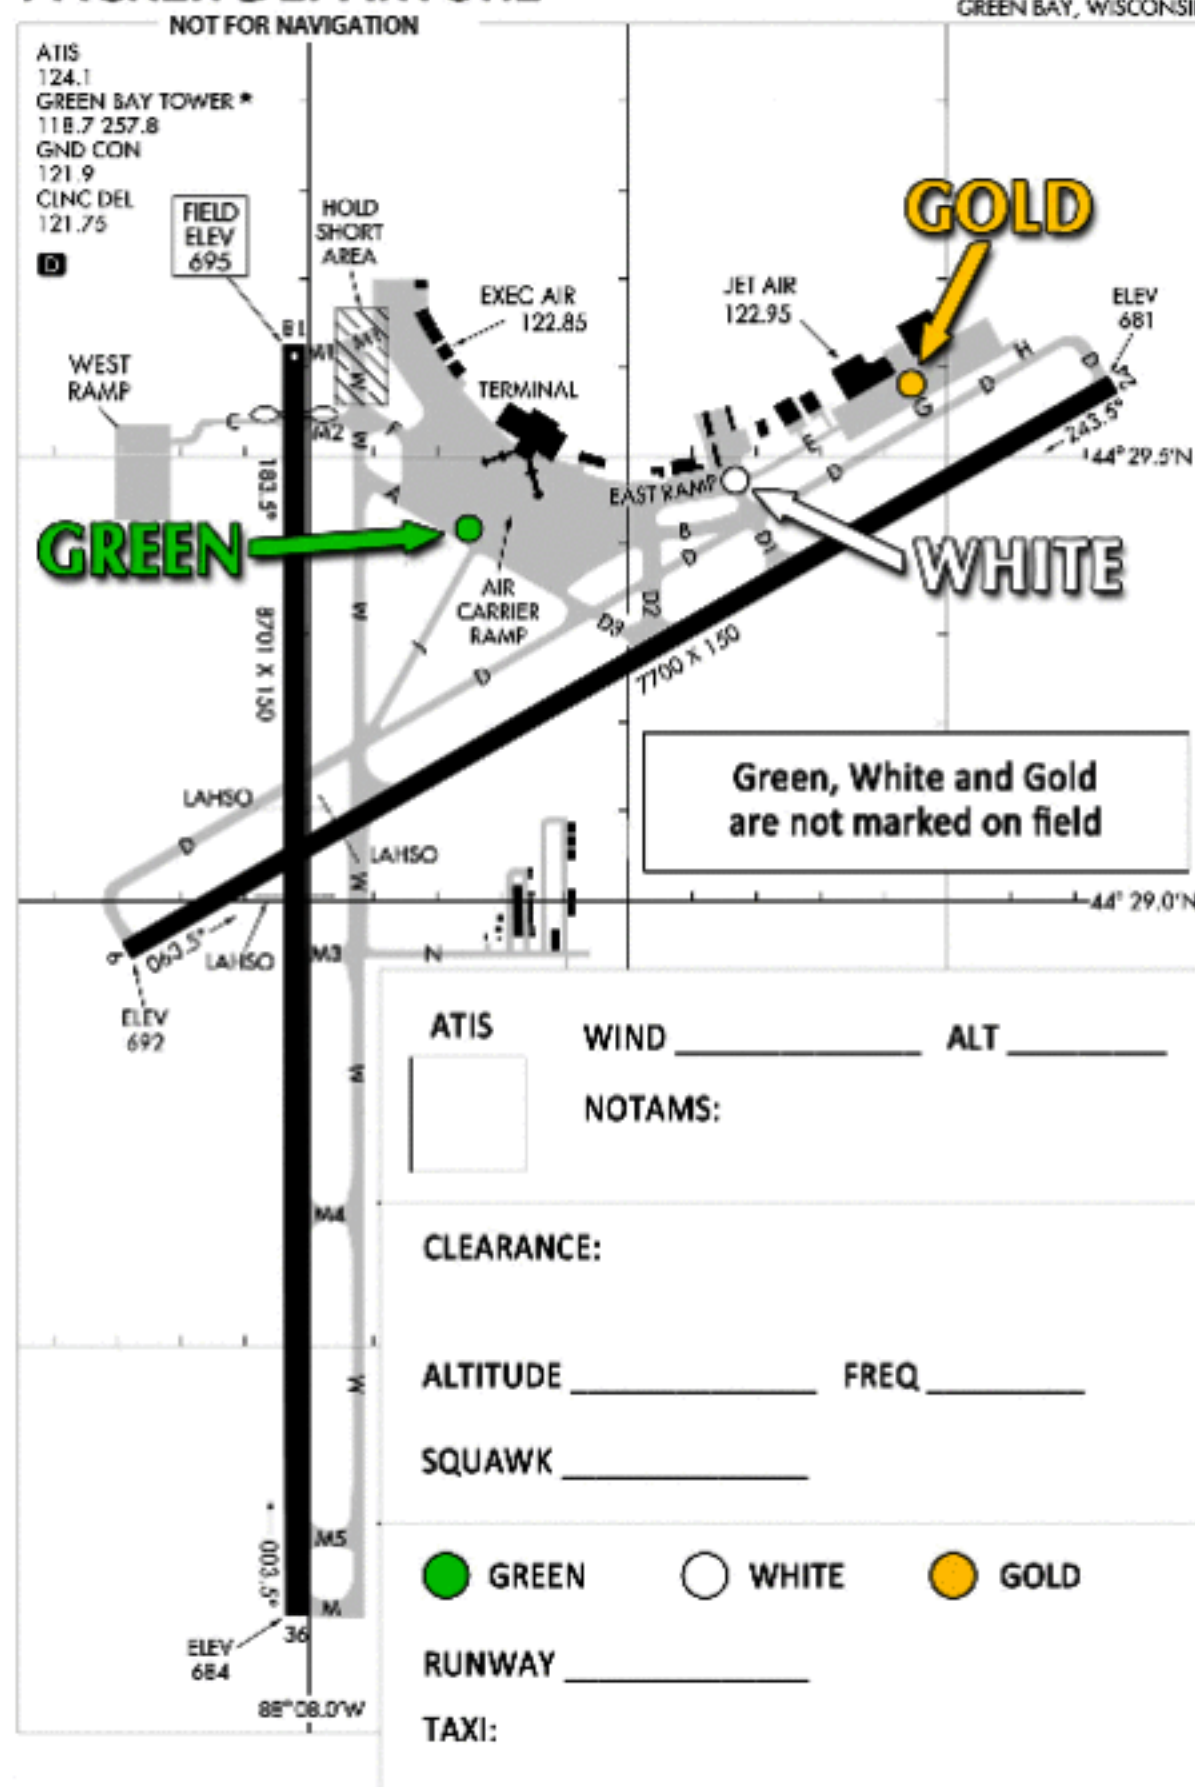 GREEN BAY, WISCONSIN
NOT FOR NAVIGATION
ATIS
124.1
GREEN BAY TOWER *
118.7 257.8
GND CON
121.9
CLNC DEL
121.75
D
FIELD
ELEV
695
HOLD
SHORT
AREA
EXEC AIR
122.85
JET AIR
122.95
GOLD
ELEV
681
WEST
RAMP
TERMINAL
18
M1
M1
W
H
D
D
24
G
C
M2
F
W
E
243.5°
44° 29.5'N
183.5°
A
EAST RAMP
D
GREEN
B
D
D1
WHITE
AIR
CARRIER
RAMP
8701 X 150
W
D2
D3
J
D
7700 X 150
Green, White and Gold
are not marked on field
LAHSO
D
LAHSO
W
44° 29.0'N
9
063.5°
LAHSO
M3
N
ELEV
692
W
ATIS
WIND ALT
NOTAMS:
M4
CLEARANCE:
W
ALTITUDE FREQ
SQUAWK
M5
003.5°
GREEN WHITE GOLD
M
36
ELEV
684
RUNWAY
88°08.0'W
TAXI: